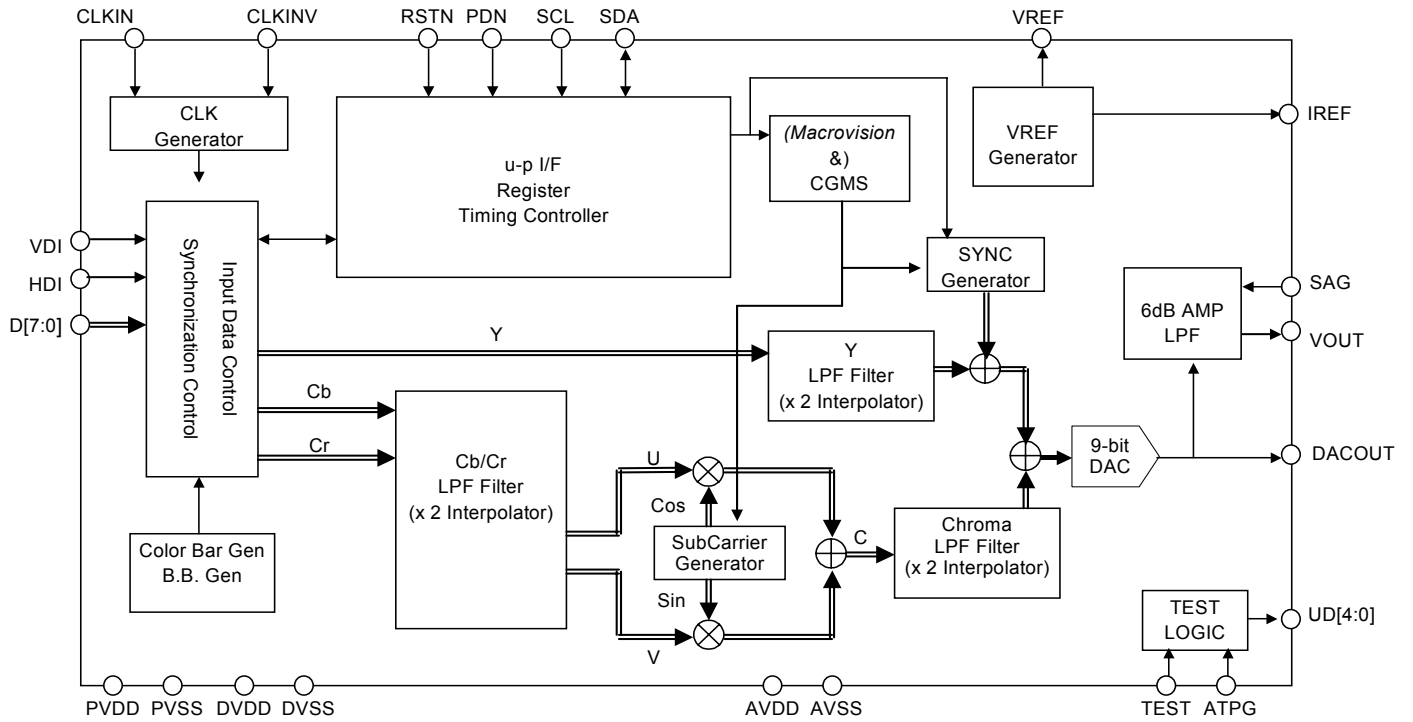 CLKIN
CLKINV
RSTN
PDN
SCL
SDA
VREF
CLK
Generator
u-p I/F
Register
Timing Controller
(Macrovision
&)
CGMS
VREF
Generator
IREF
VDI
HDI
D[7:0]
Input Data Control
Synchronization Control
SYNC
Generator
6dB AMP
LPF
SAG
VOUT
Y
Y
LPF Filter
(x 2 Interpolator)
Cb
Cr
Cb/Cr
LPF Filter
(x 2 Interpolator)
U
Cos
SubCarrier
Generator
Sin
V
C
Chroma
LPF Filter
(x 2 Interpolator)
9-bit
DAC
DACOUT
Color Bar Gen
B.B. Gen
TEST
LOGIC
UD[4:0]
PVDD
PVSS
DVDD
DVSS
AVDD
AVSS
TEST
ATPG